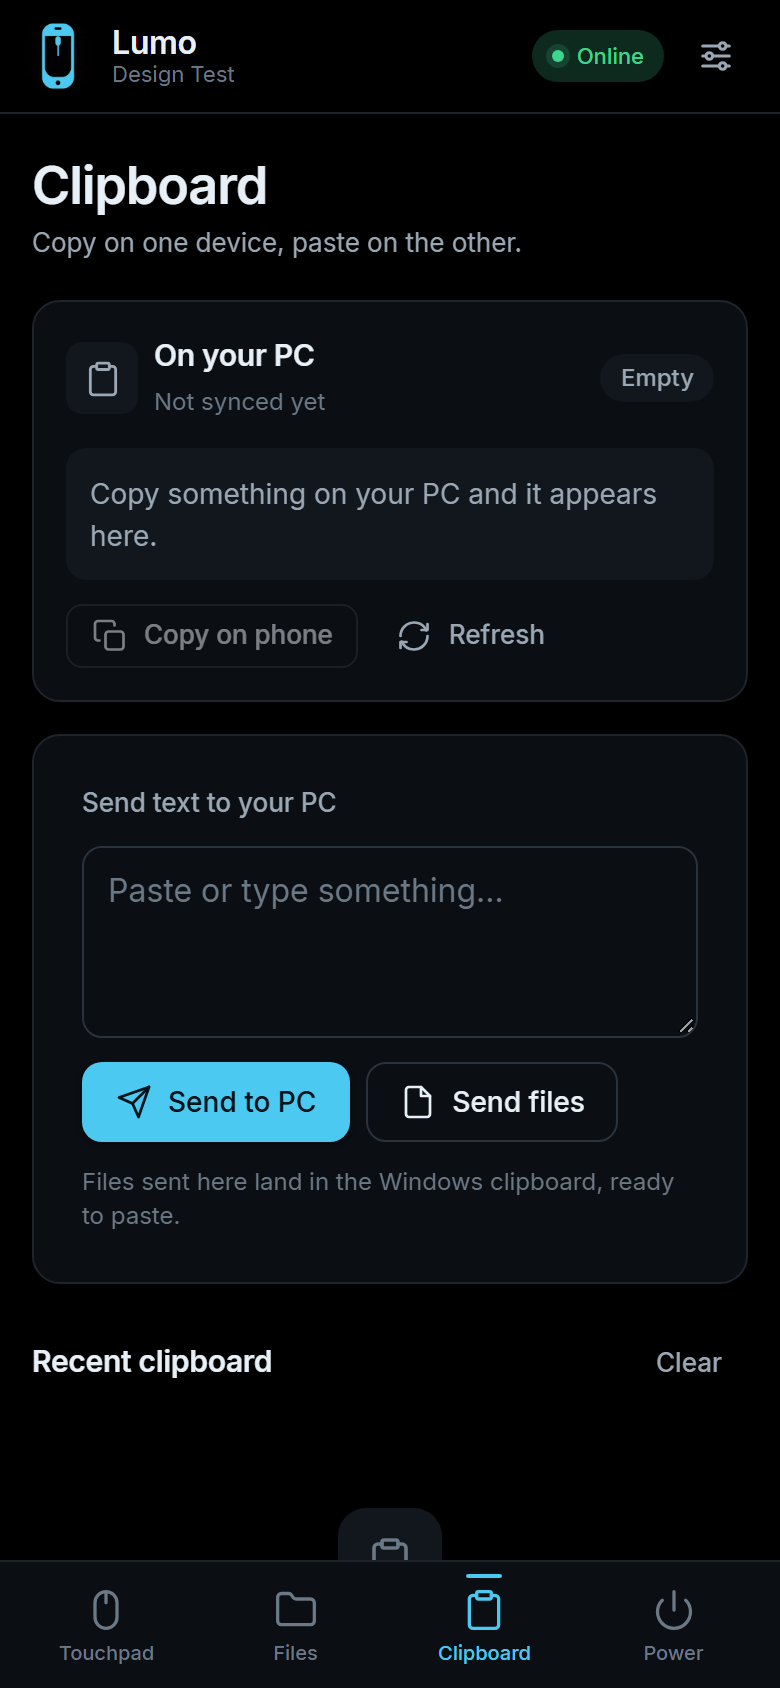 Lumo
Design Test
Online
Clipboard
Copy on one device, paste on the other.
On your PC
Not synced yet
Empty
Copy something on your PC and it appears
here.
Copy on phone
Refresh
Send text to your PC
Paste or type something...
Send to PC
Send files
Files sent here land in the Windows clipboard, ready
to paste.
Recent clipboard
Clear
Touchpad
Files
Clipboard
Power